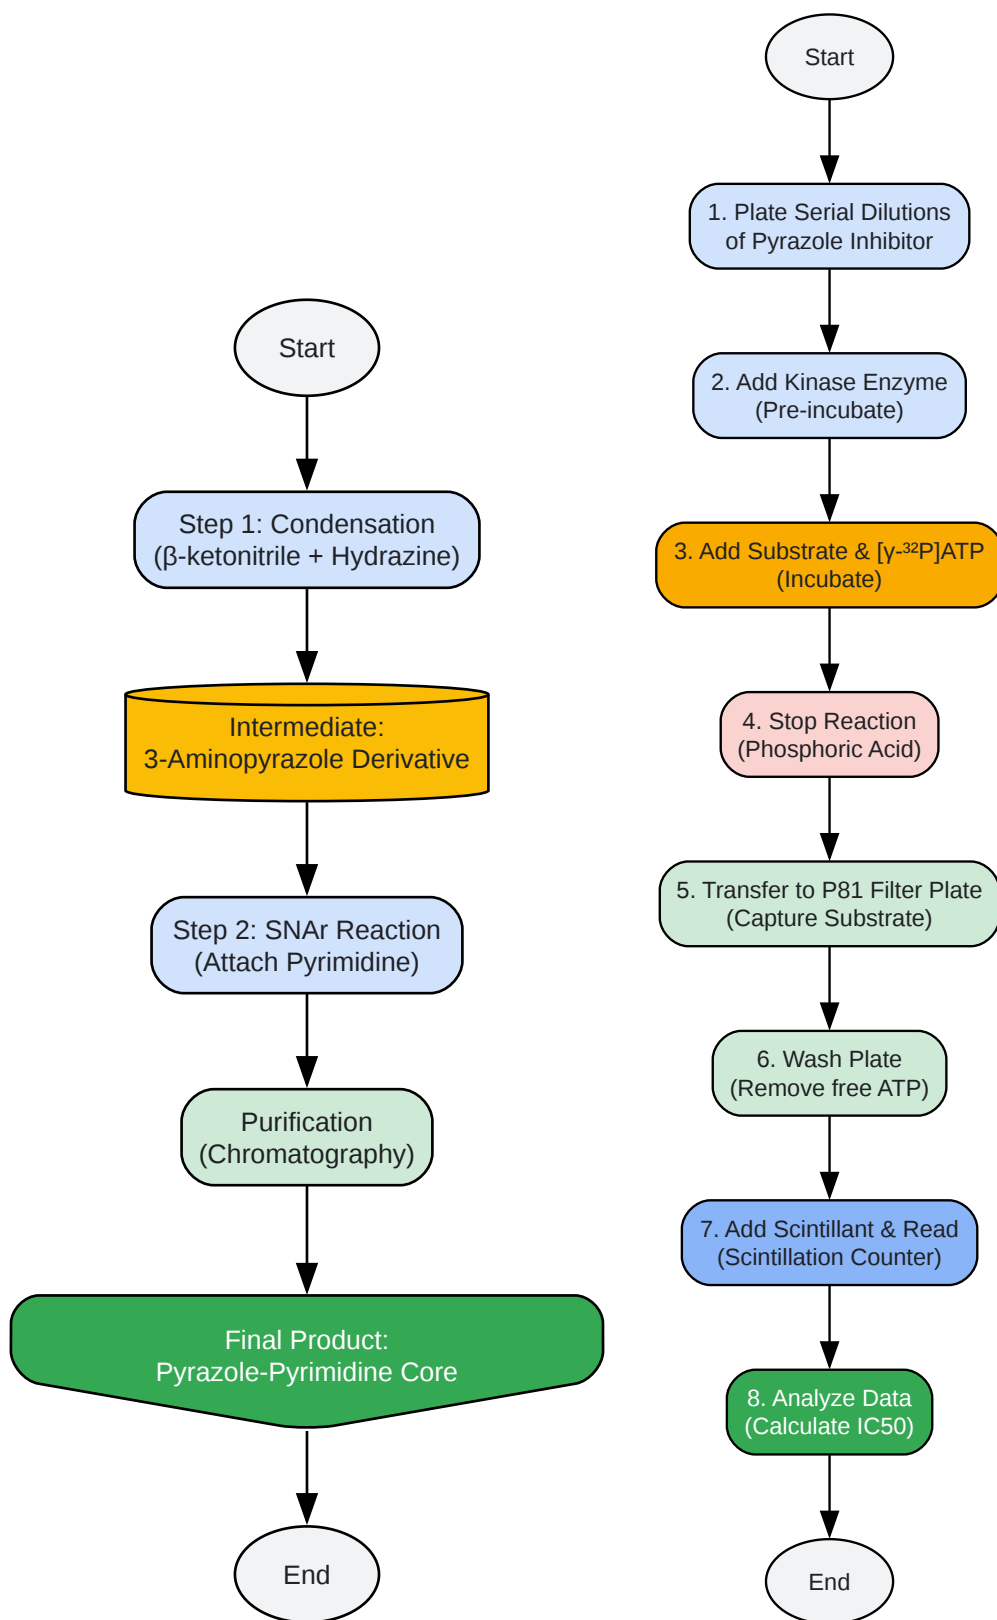 Start
Step 1: Condensation
(β-ketonitrile + Hydrazine)
Intermediate:
3-Aminopyrazole Derivative
Step 2: SNAr Reaction
(Attach Pyrimidine)
Purification
(Chromatography)
Final Product:
Pyrazole-Pyrimidine Core
End
Start
1. Plate Serial Dilutions
of Pyrazole Inhibitor
2. Add Kinase Enzyme
(Pre-incubate)
3. Add Substrate & [γ-³²P]ATP
(Incubate)
4. Stop Reaction
(Phosphoric Acid)
5. Transfer to P81 Filter Plate
(Capture Substrate)
6. Wash Plate
(Remove free ATP)
7. Add Scintillant & Read
(Scintillation Counter)
8. Analyze Data
(Calculate IC50)
End